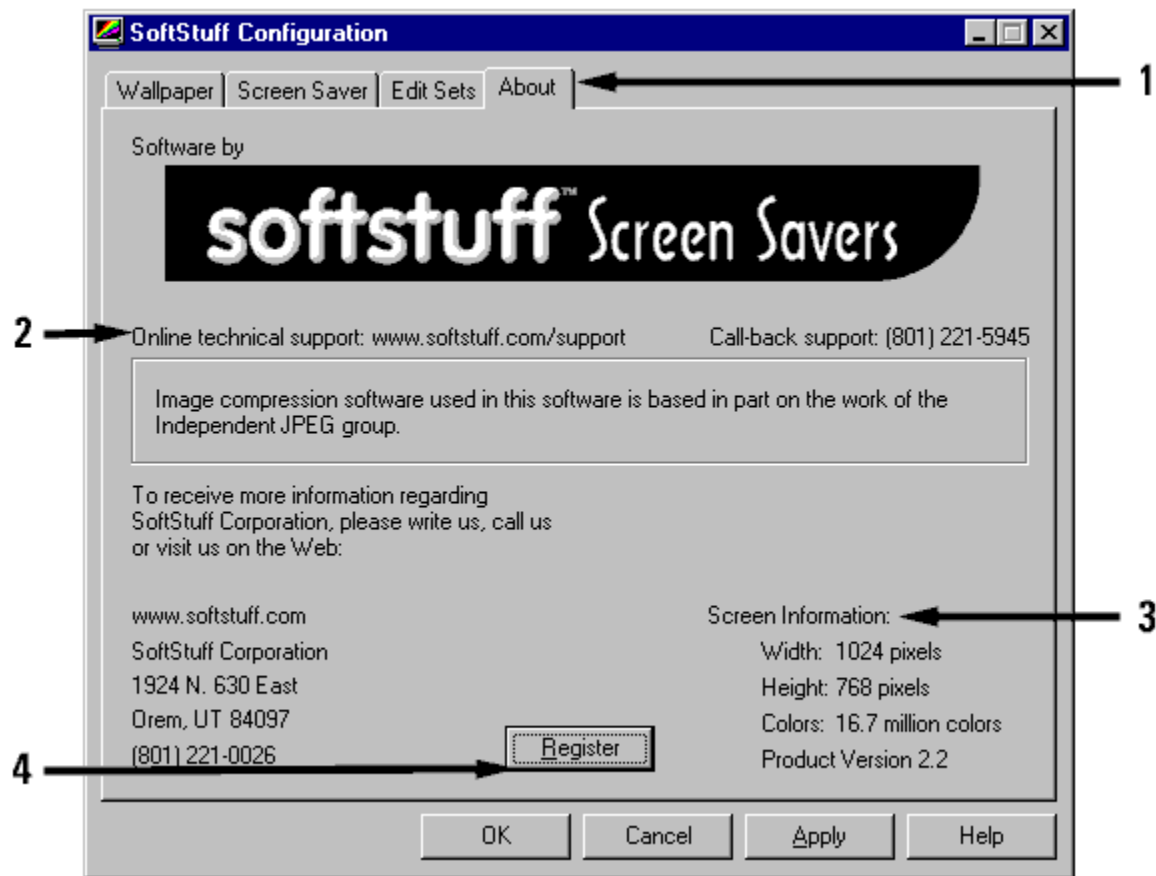 SoftStuff Configuration
Wallpaper Screen Saver Edit Sets About
1
Software by
softstuff™ Screen Savers
2
Online technical support: www.softstuff.com/support Call-back support: (801) 221-5945
Image compression software used in this software is based in part on the work of the
Independent JPEG group.
To receive more information regarding
SoftStuff Corporation, please write us, call us
or visit us on the Web:
www.softstuff.com
SoftStuff Corporation
1924 N. 630 East
Orem, UT 84097
(801) 221-0026
Screen Information:
3
Width: 1024 pixels
Height: 768 pixels
Colors: 16.7 million colors
Product Version 2.2
4
Register
OK Cancel Apply Help